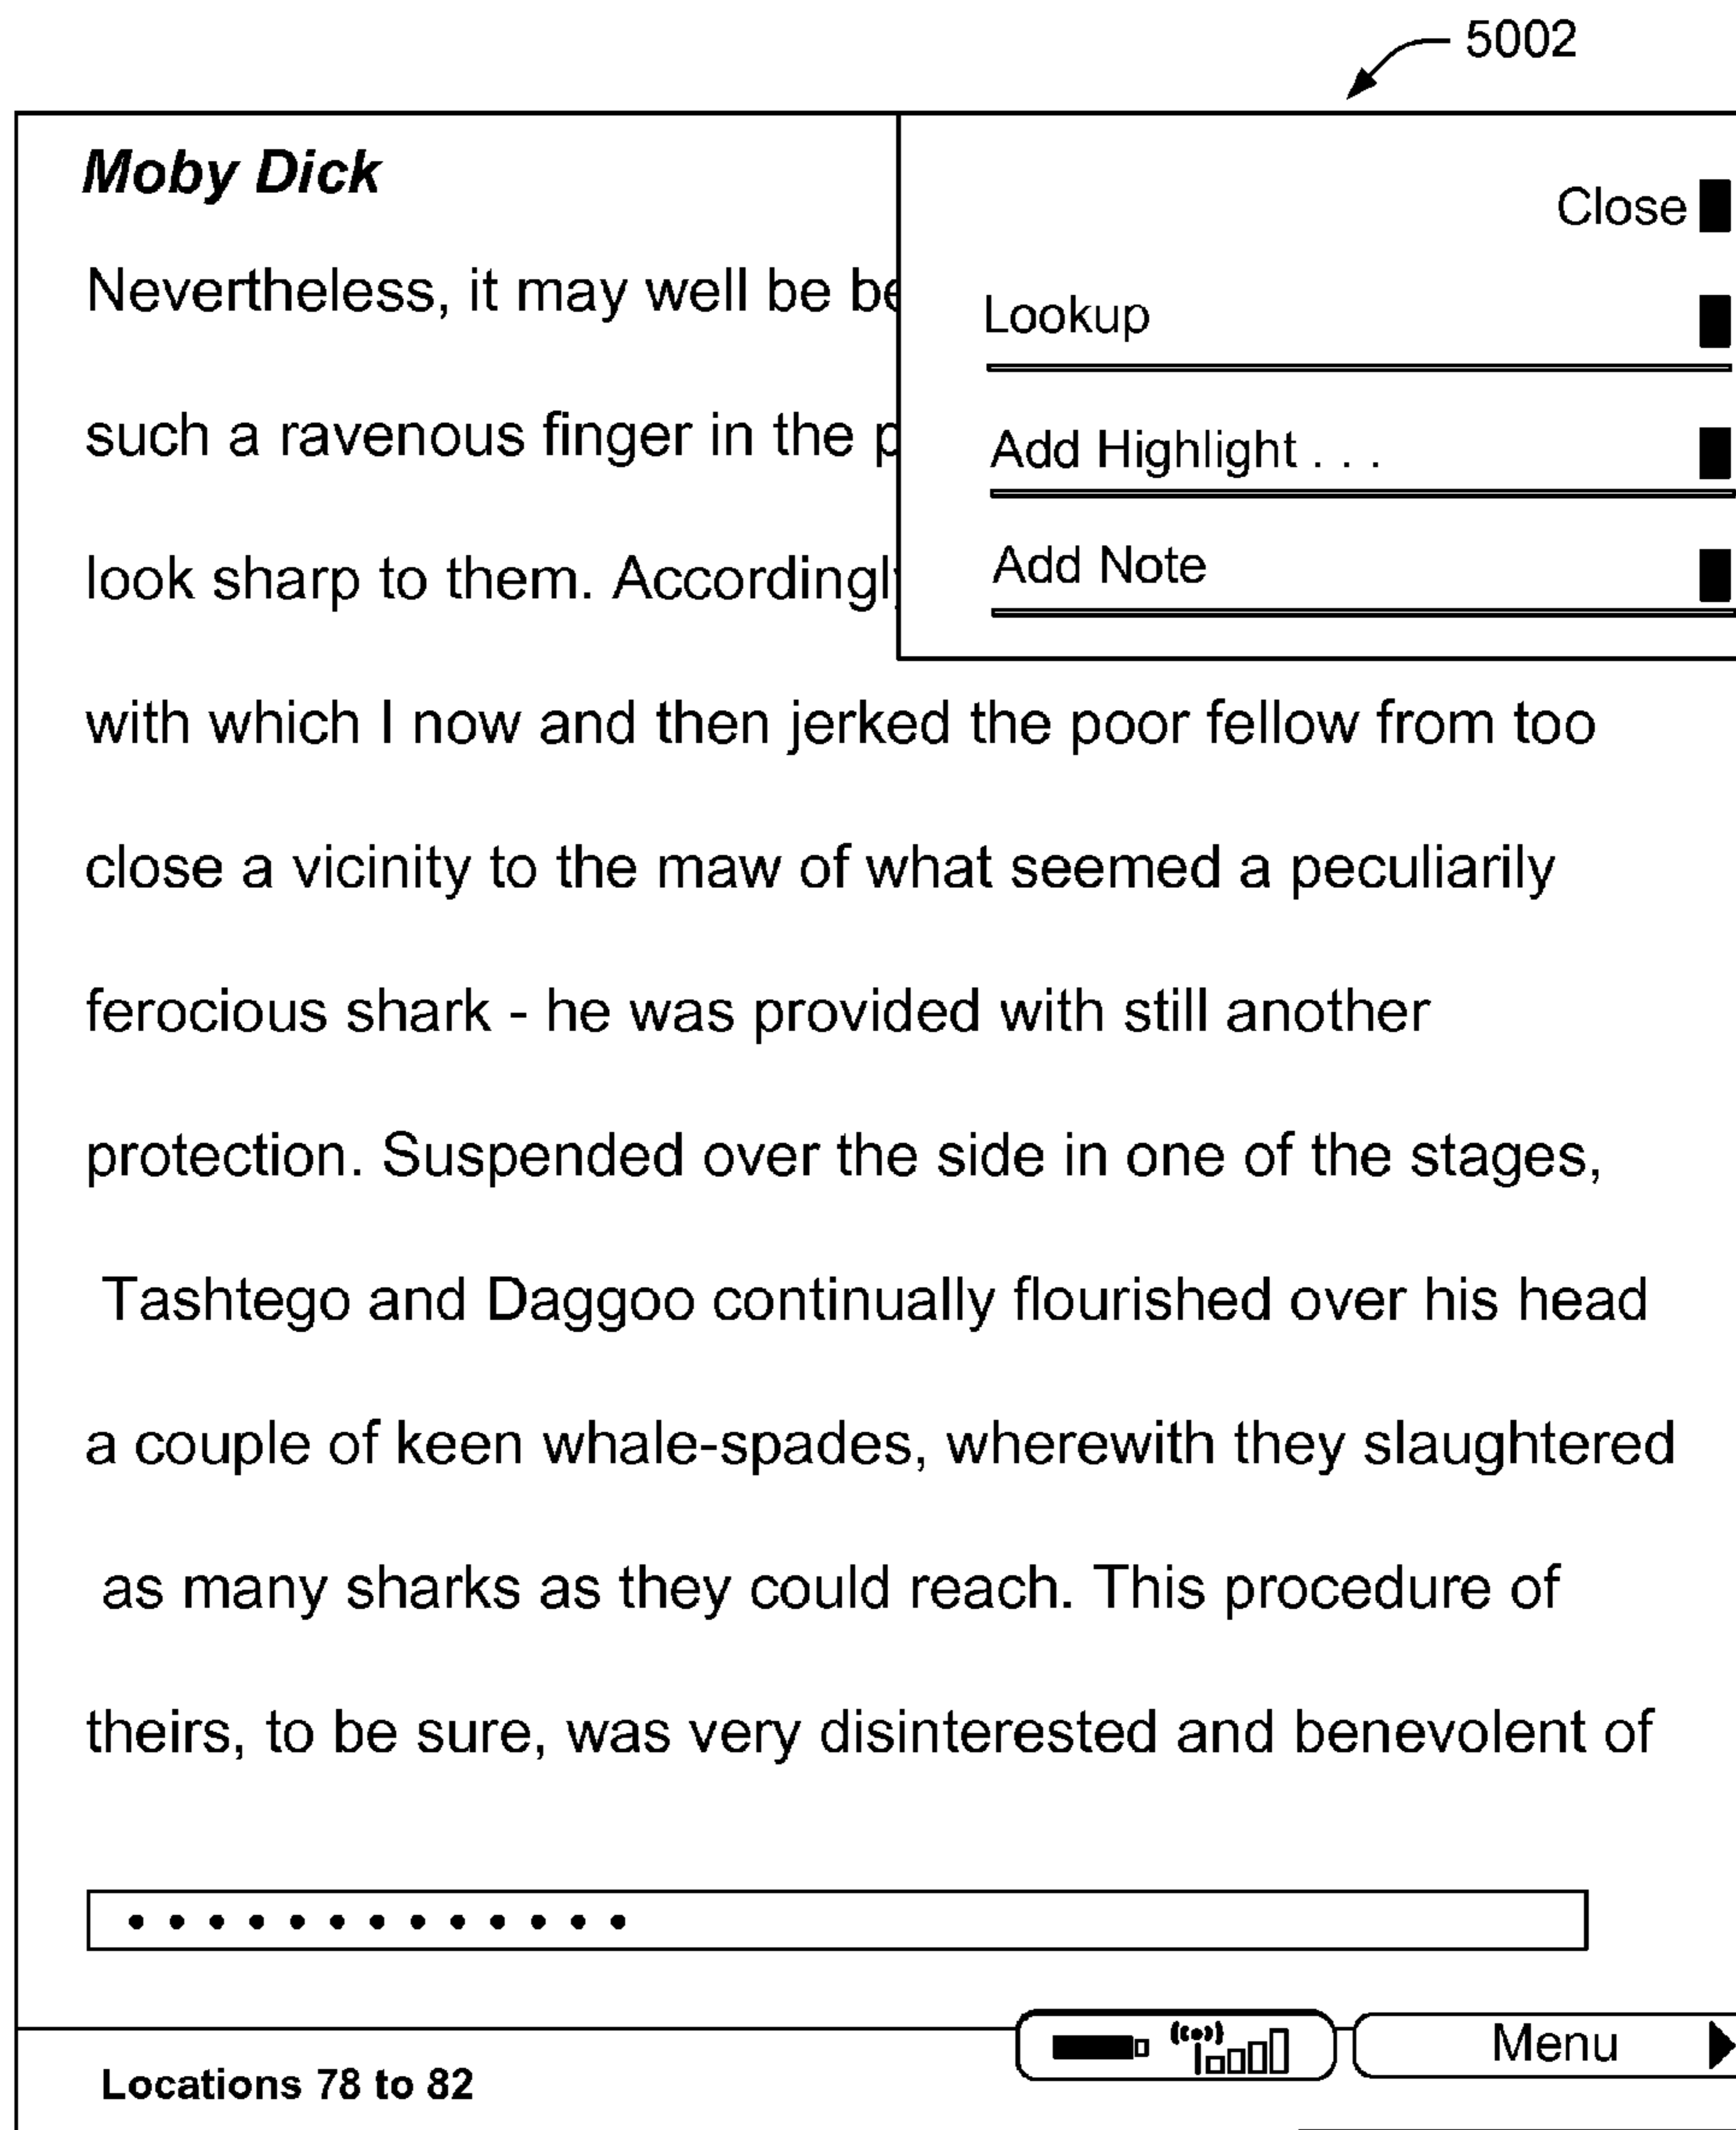 5002
Moby Dick
Close
Nevertheless, it may well be be
Lookup
such a ravenous finger in the p
Add Highlight . . .
look sharp to them. Accordingl
Add Note
with which I now and then jerked the poor fellow from too
close a vicinity to the maw of what seemed a peculiarily
ferocious shark - he was provided with still another
protection. Suspended over the side in one of the stages,
Tashtego and Daggoo continually flourished over his head
a couple of keen whale-spades, wherewith they slaughtered
as many sharks as they could reach. This procedure of
theirs, to be sure, was very disinterested and benevolent of
Menu
Locations 78 to 82